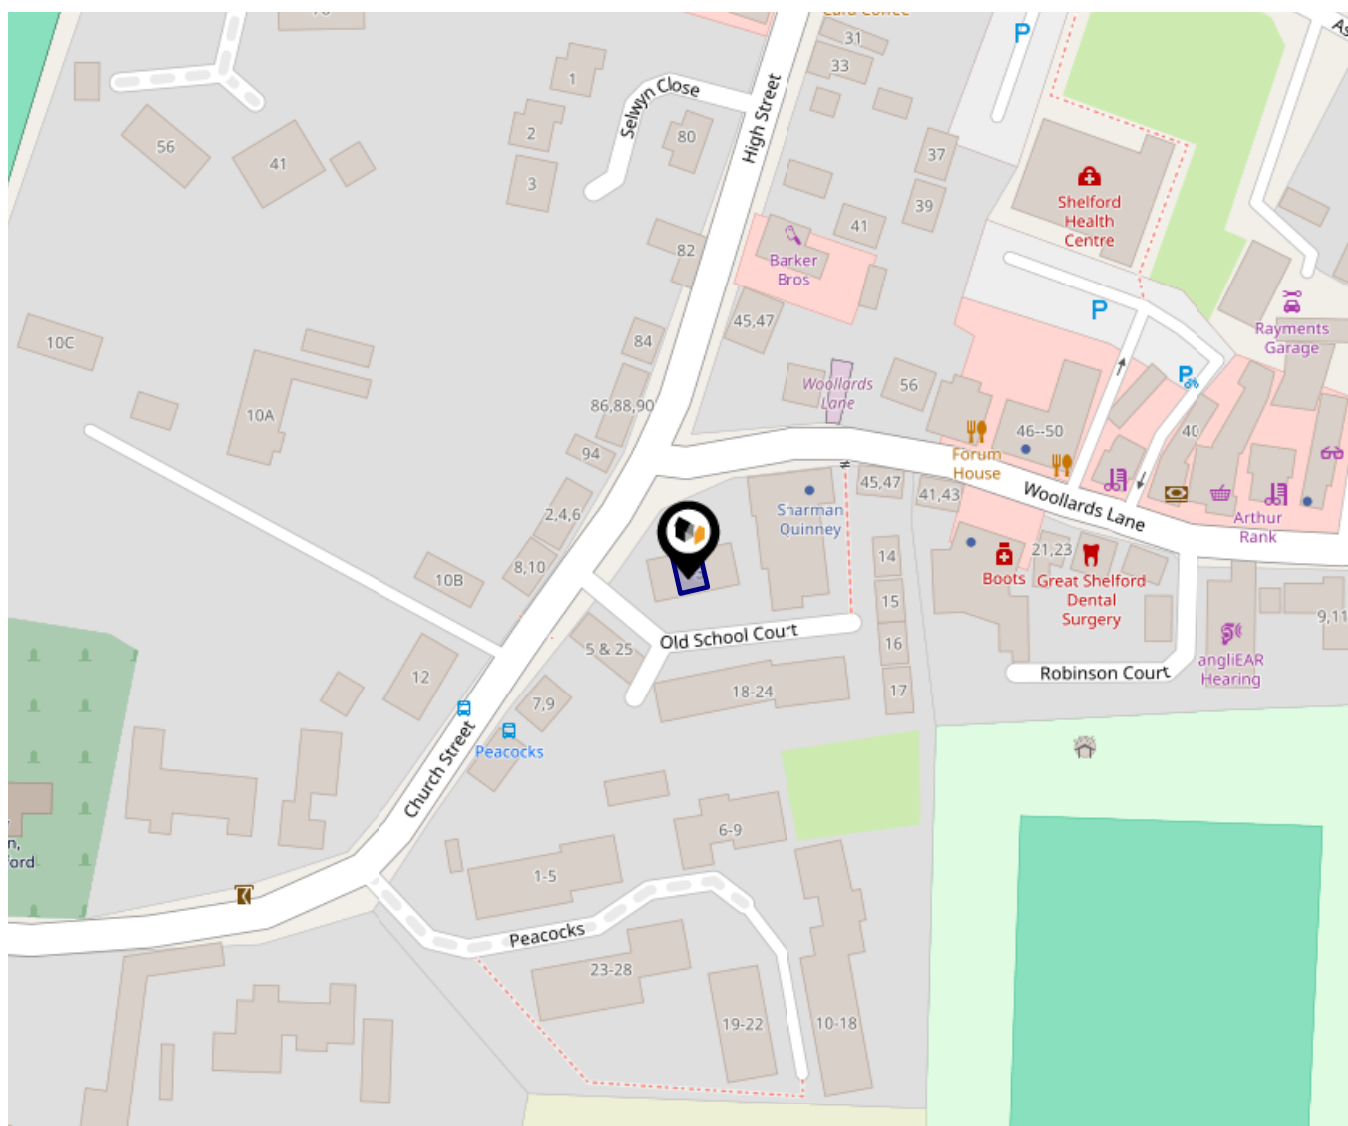 31
33
1
Selwyn Close
High Street
2
80
56
41
3
37
39
41
Shelford
Health
Centre
82
Barker
Bros
P
P
P
10C
84
45,47
Rayments
Garage
10A
86,88,90
Woollards
Lane
56
94
46--50
40
Forum
House
45,47
41,43
Woollards Lane
Arthur
Rank
2,4,6
Sharman
Quinney
8,10
10B
14
21,23
Boots
Great Shelford
Dental
Surgery
15
9,11
Old School Court
5 & 25
16
angliEAR
Hearing
Robinson Court
12
18-24
17
7,9
Peacocks
Church Street
6-9
n,
ford
1-5
Peacocks
23-28
19-22
10-18